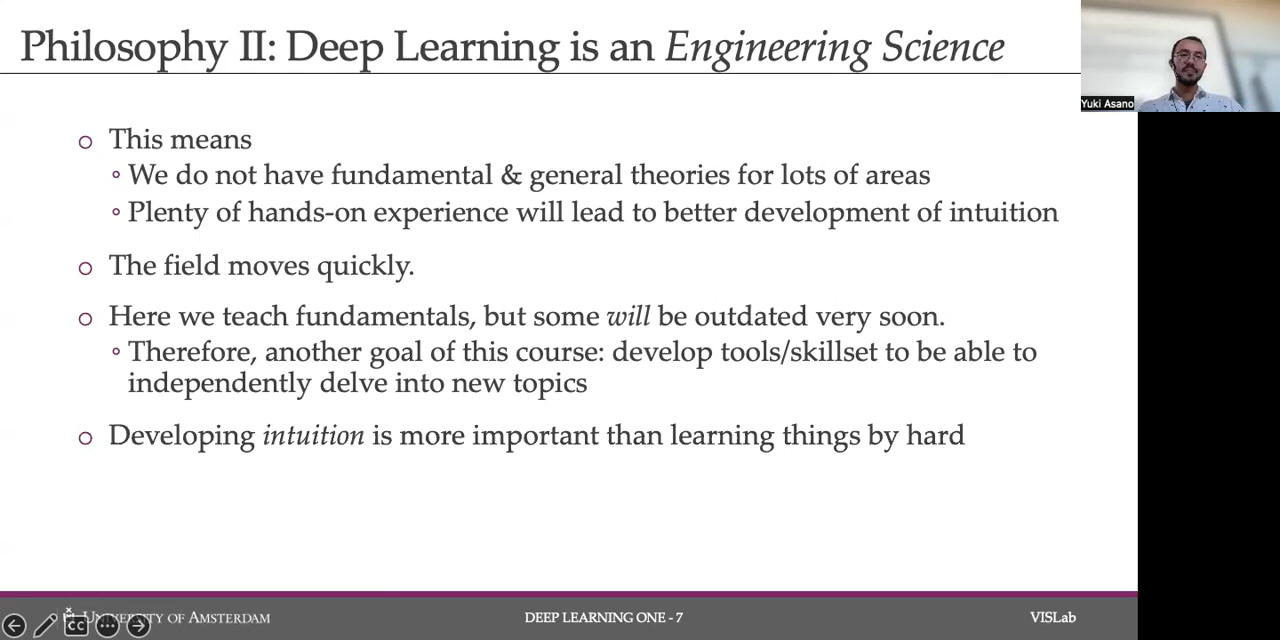 Philosophy II: Deep Learning is an Engineering Science
Yuki Asano
This means
We do not have fundamental & general theories for lots of areas
Plenty of hands-on experience will lead to better development of intuition
The field moves quickly.
Here we teach fundamentals, but some will be outdated very soon.
Therefore, another goal of this course: develop tools/skillset to be able to
independently delve into new topics
Developing intuition is more important than learning things by hard
CC
UNIVERSITY OF AMSTERDAM
DEEP LEARNING ONE - 7
VISLab